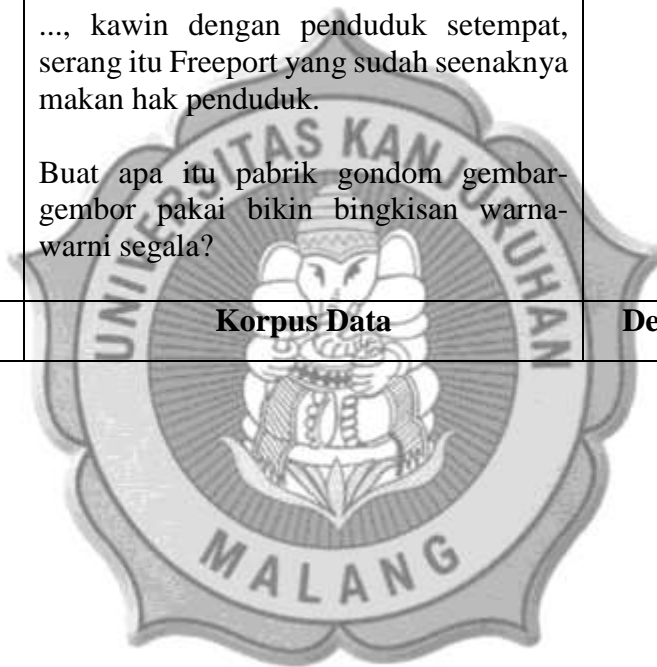 ..., kawin dengan penduduk setempat,
serang itu Freeport yang sudah seenaknya
makan hak penduduk.
Buat apa itu pabrik gondom gembar-
gembor pakai bikin bingkisan warna-
warni segala?
Korpus Data
De
UNIVERSITAS KANJURUHAN
MALANG